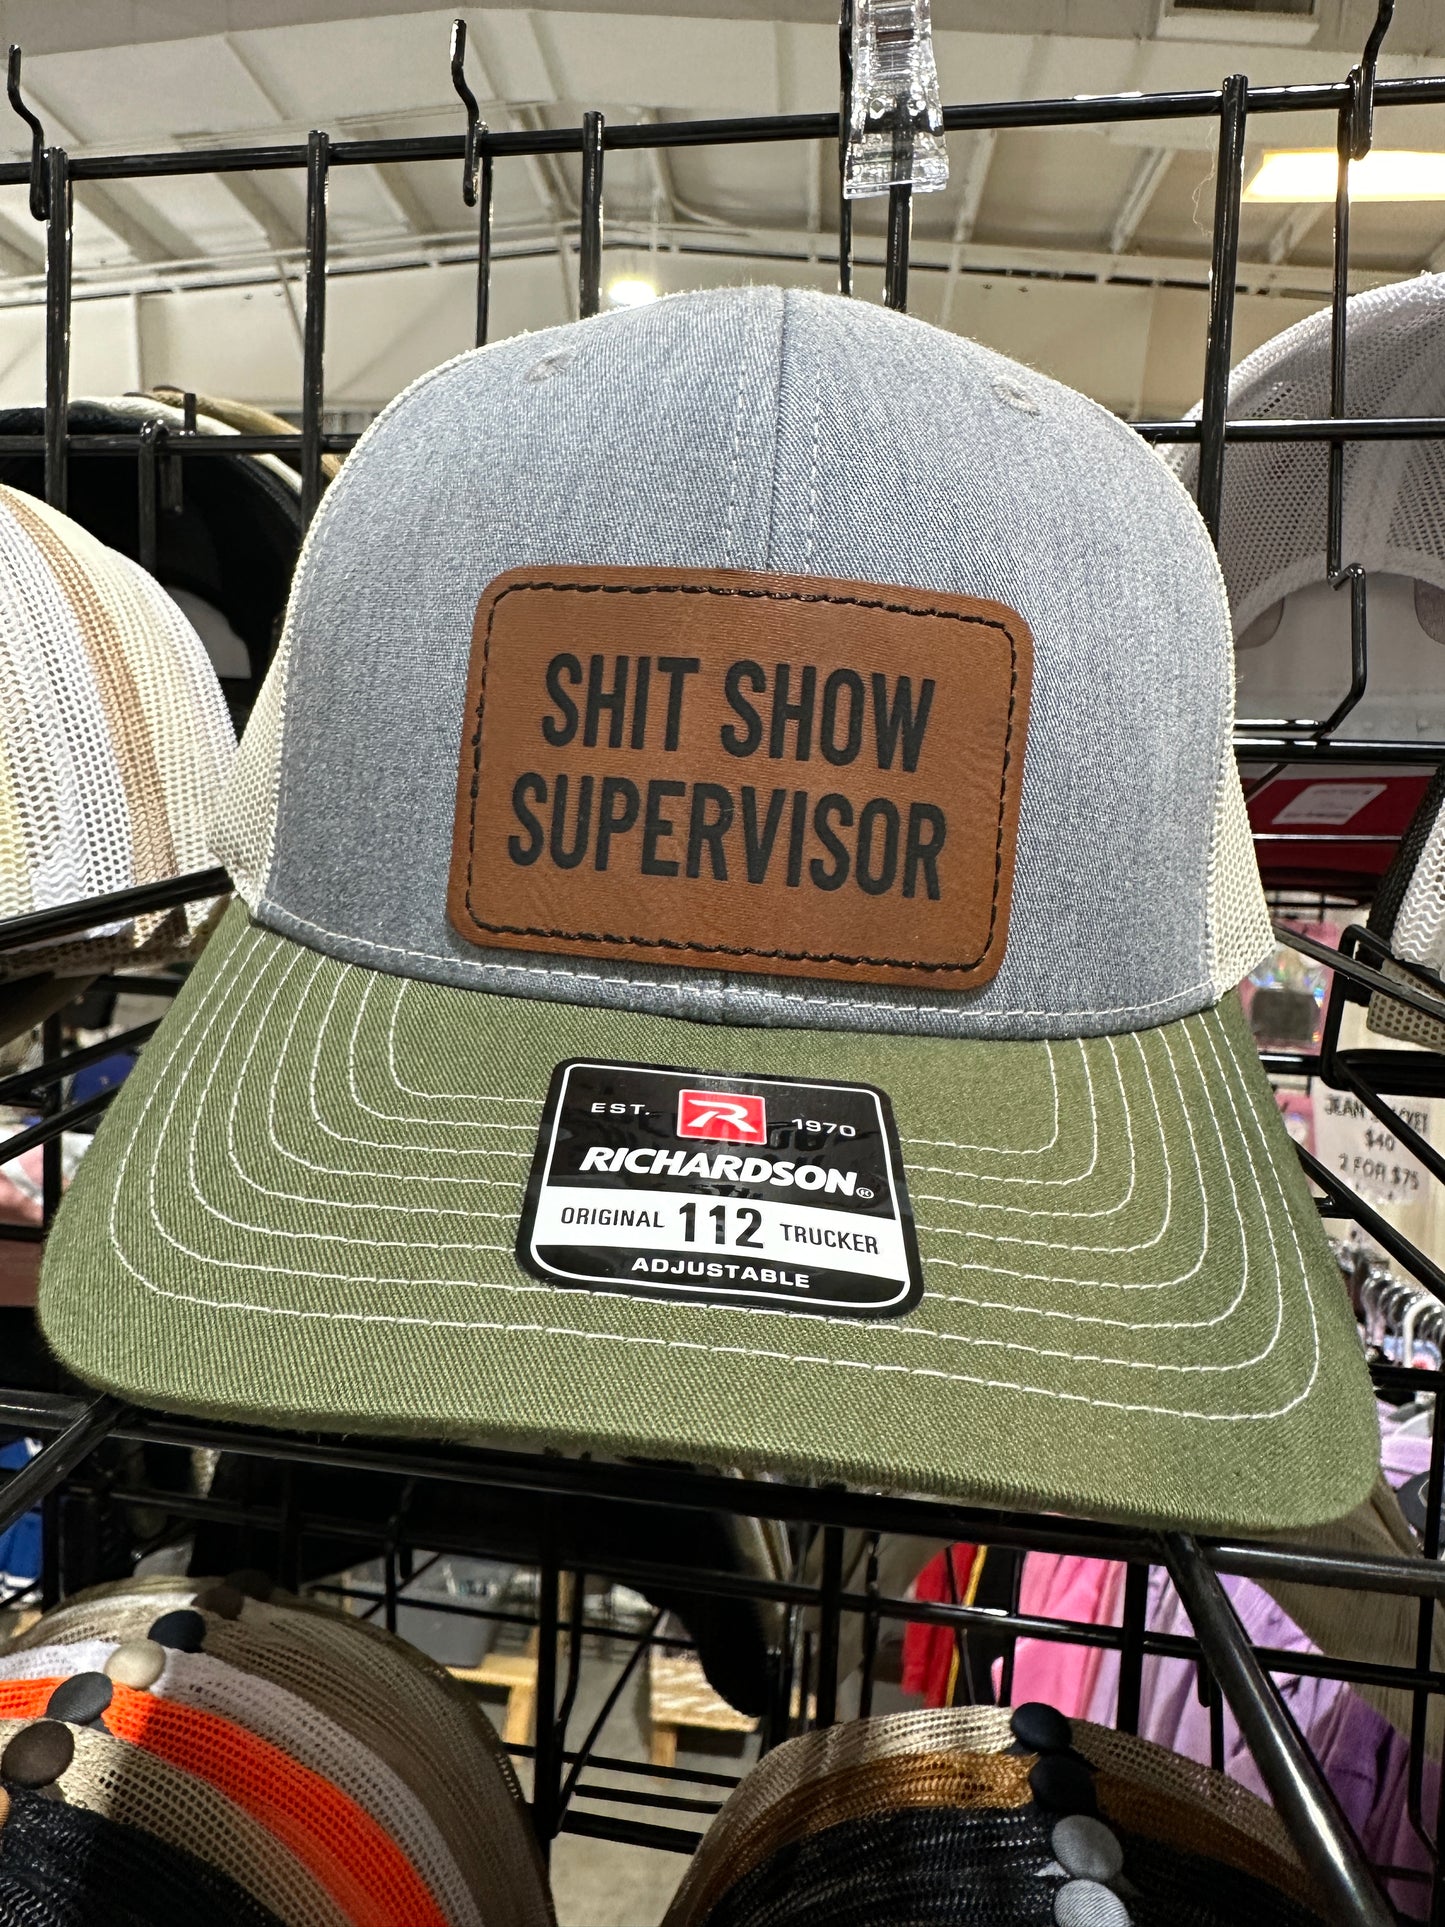 SHIT SHOW
SUPERVISOR
EST. R 1970
RICHARDSON®
ORIGINAL 112 TRUCKER
ADJUSTABLE
$40
2 FOR $75